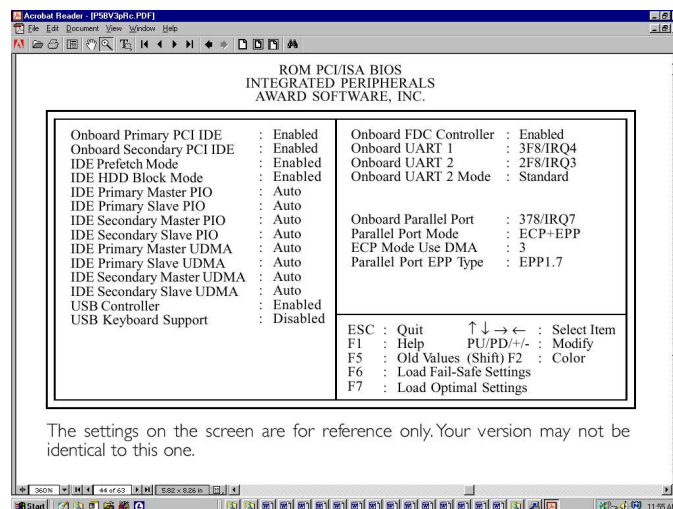 Acrobat Reader - [P5BV3pRc.PDF]
File Edit Document View Window Help
ROM PCI/ISA BIOS
INTEGRATED PERIPHERALS
AWARD SOFTWARE, INC.
Onboard Primary PCI IDE : Enabled
Onboard Secondary PCI IDE : Enabled
IDE Prefetch Mode : Enabled
IDE HDD Block Mode : Enabled
IDE Primary Master PIO : Auto
IDE Primary Slave PIO : Auto
IDE Secondary Master PIO : Auto
IDE Secondary Slave PIO : Auto
IDE Primary Master UDMA : Auto
IDE Primary Slave UDMA : Auto
IDE Secondary Master UDMA : Auto
IDE Secondary Slave UDMA : Auto
USB Controller : Enabled
USB Keyboard Support : Disabled
Onboard FDC Controller : Enabled
Onboard UART 1 : 3F8/IRQ4
Onboard UART 2 : 2F8/IRQ3
Onboard UART 2 Mode : Standard
Onboard Parallel Port : 378/IRQ7
Parallel Port Mode : ECP+EPP
ECP Mode Use DMA : 3
Parallel Port EPP Type : EPP1.7
ESC : Quit ↑↓→← : Select Item
F1 : Help PU/PD/+/- : Modify
F5 : Old Values (Shift) F2 : Color
F6 : Load Fail-Safe Settings
F7 : Load Optimal Settings
The settings on the screen are for reference only. Your version may not be
identical to this one.
360% 44 of 63 5.82 x 8.26 in
Start 11:55 AM